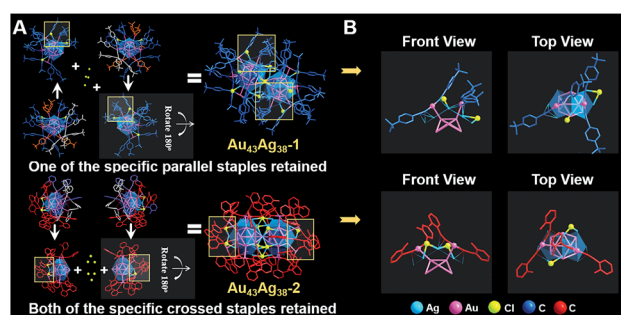 A
B
Front View
Top View
Rotate 180°
Au43Ag38-1
One of the specific parallel staples retained
Front View
Top View
Rotate 180°
Au43Ag38-2
Both of the specific crossed staples retained
Ag Au Cl C C